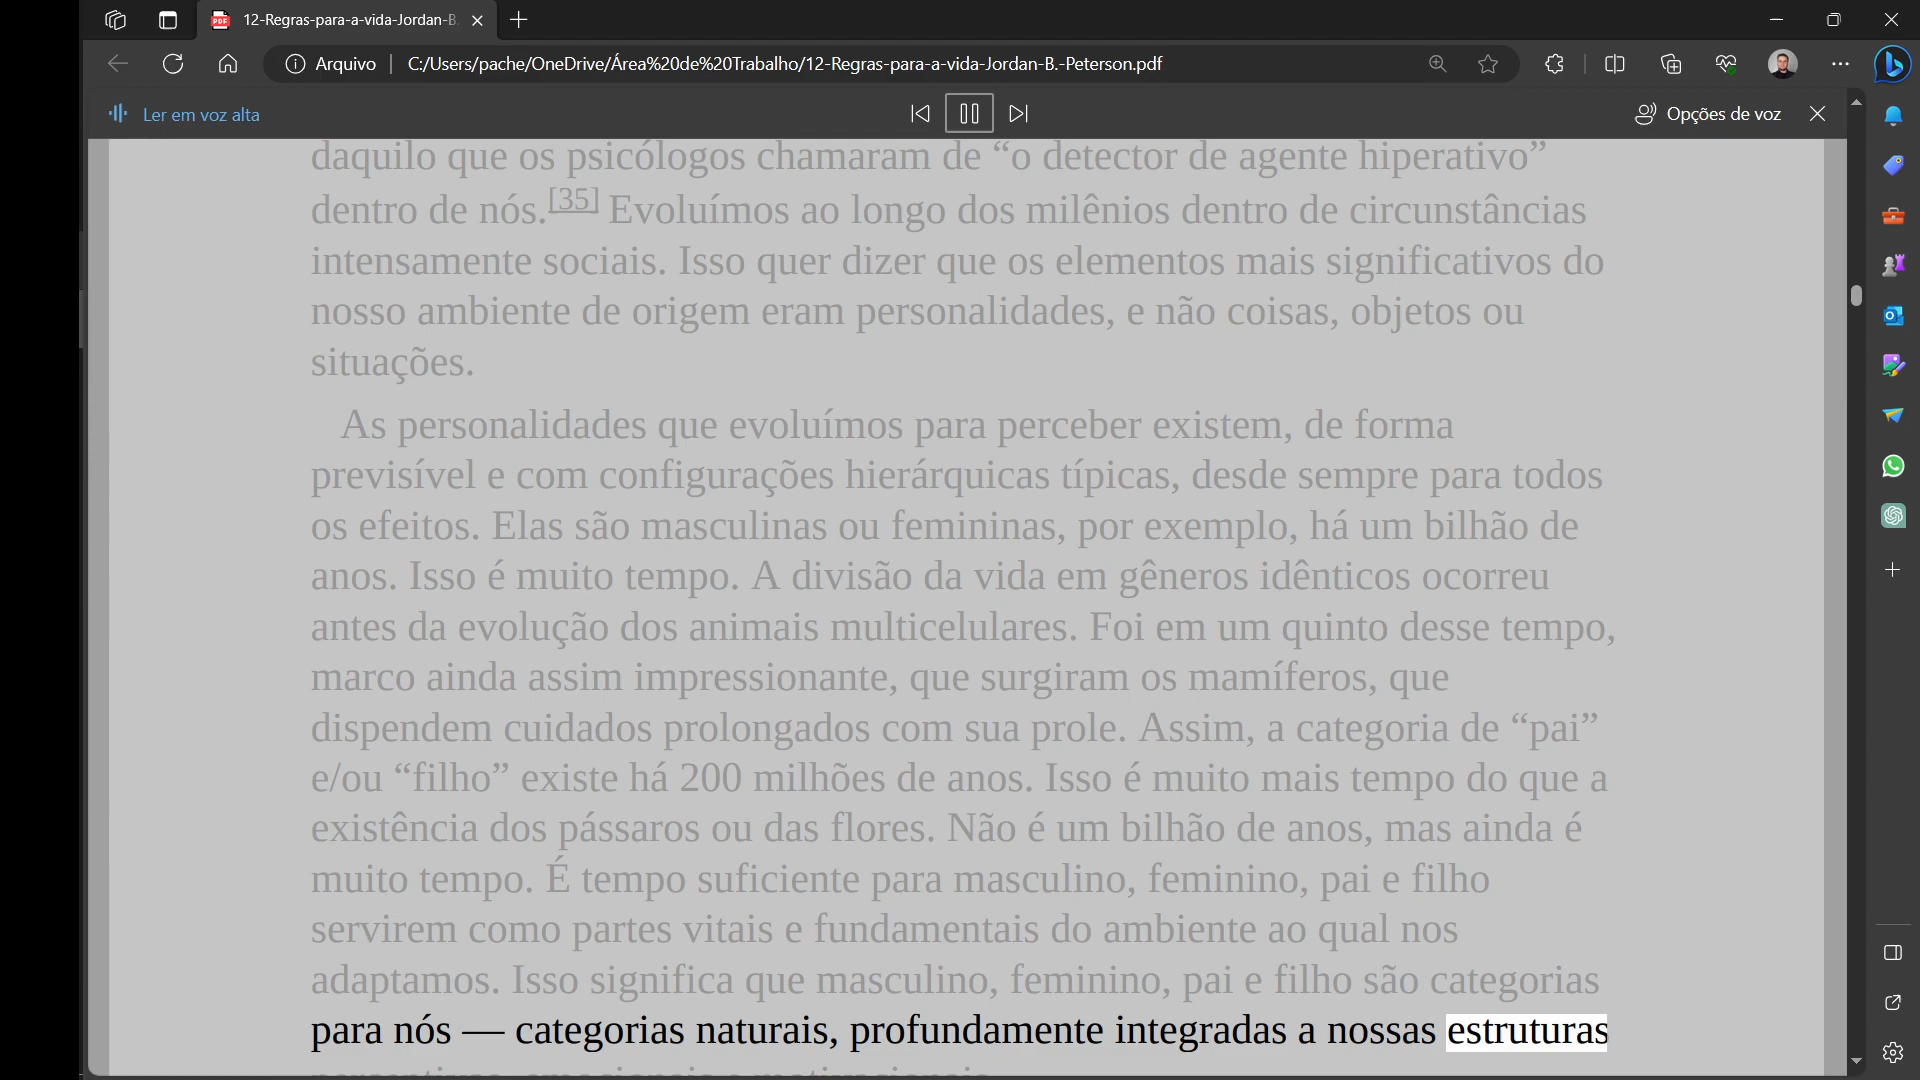 12-Regras-para-a-vida-Jordan-B.
Arquivo C:/Users/pache/OneDrive/Área%20de%20Trabalho/12-Regras-para-a-vida-Jordan-B.-Peterson.pdf
Ler em voz alta Opções de voz
daquilo que os psicólogos chamaram de “o detector de agente hiperativo”
dentro de nós.[35] Evoluímos ao longo dos milênios dentro de circunstâncias
intensamente sociais. Isso quer dizer que os elementos mais significativos do
nosso ambiente de origem eram personalidades, e não coisas, objetos ou
situações.
As personalidades que evoluímos para perceber existem, de forma
previsível e com configurações hierárquicas típicas, desde sempre para todos
os efeitos. Elas são masculinas ou femininas, por exemplo, há um bilhão de
anos. Isso é muito tempo. A divisão da vida em gêneros idênticos ocorreu
antes da evolução dos animais multicelulares. Foi em um quinto desse tempo,
marco ainda assim impressionante, que surgiram os mamíferos, que
dispendem cuidados prolongados com sua prole. Assim, a categoria de “pai”
e/ou “filho” existe há 200 milhões de anos. Isso é muito mais tempo do que a
existência dos pássaros ou das flores. Não é um bilhão de anos, mas ainda é
muito tempo. É tempo suficiente para masculino, feminino, pai e filho
servirem como partes vitais e fundamentais do ambiente ao qual nos
adaptamos. Isso significa que masculino, feminino, pai e filho são categorias
para nós — categorias naturais, profundamente integradas a nossas estruturas